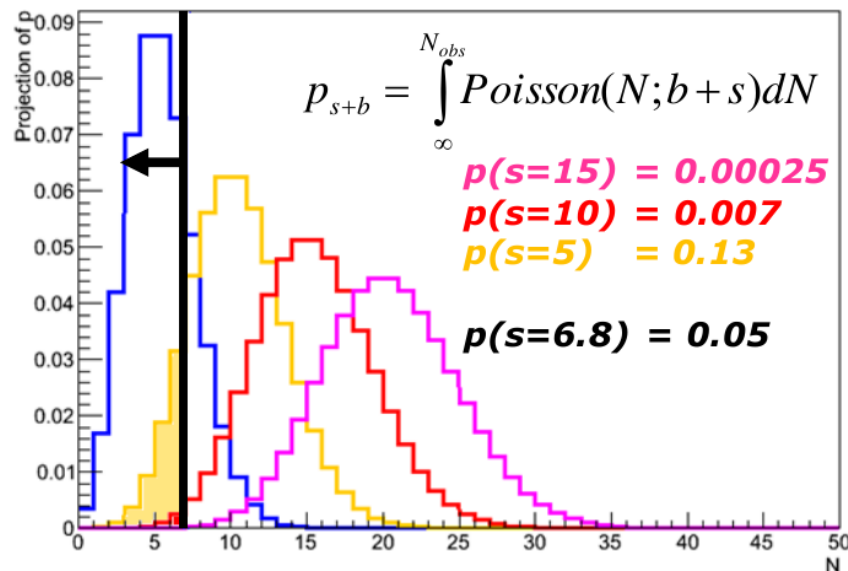 Projection of p
0.09
0.08
0.07
0.06
0.05
0.04
0.03
0.02
0.01
0
N_{obs}
p_{s+b} = ∫ Poisson(N; b + s)dN
∞
p(s=15) = 0.00025
p(s=10) = 0.007
p(s=5) = 0.13
p(s=6.8) = 0.05
0 5 10 15 20 25 30 35 40 45 50
N